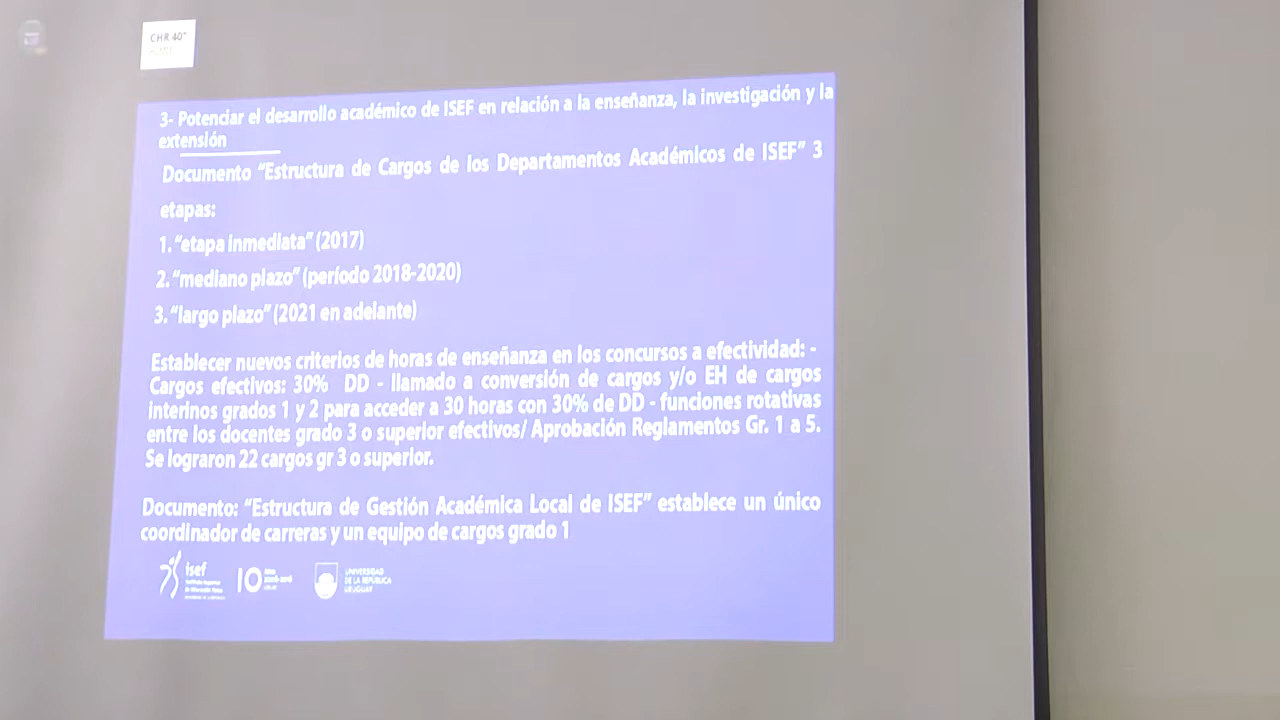 CHR 40"
3- Potenciar el desarrollo académico de ISEF en relación a la enseñanza, la investigación y la
extensión
Documento “Estructura de Cargos de los Departamentos Académicos de ISEF” 3
etapas:
1. “etapa inmediata” (2017)
2. “mediano plazo” (período 2018-2020)
3. “largo plazo” (2021 en adelante)
Establecer nuevos criterios de horas de enseñanza en los concursos a efectividad: -
Cargos efectivos: 30% DD - llamado a conversión de cargos y/o EH de cargos
interinos grados 1 y 2 para acceder a 30 horas con 30% de DD - funciones rotativas
entre los docentes grado 3 o superior efectivos/ Aprobación Reglamentos Gr. 1 a 5.
Se lograron 22 cargos gr 3 o superior.
Documento: “Estructura de Gestión Académica Local de ISEF” establece un único
coordinador de carreras y un equipo de cargos grado 1
isef
10
UNIVERSIDAD
DE LA REPÚBLICA
URUGUAY